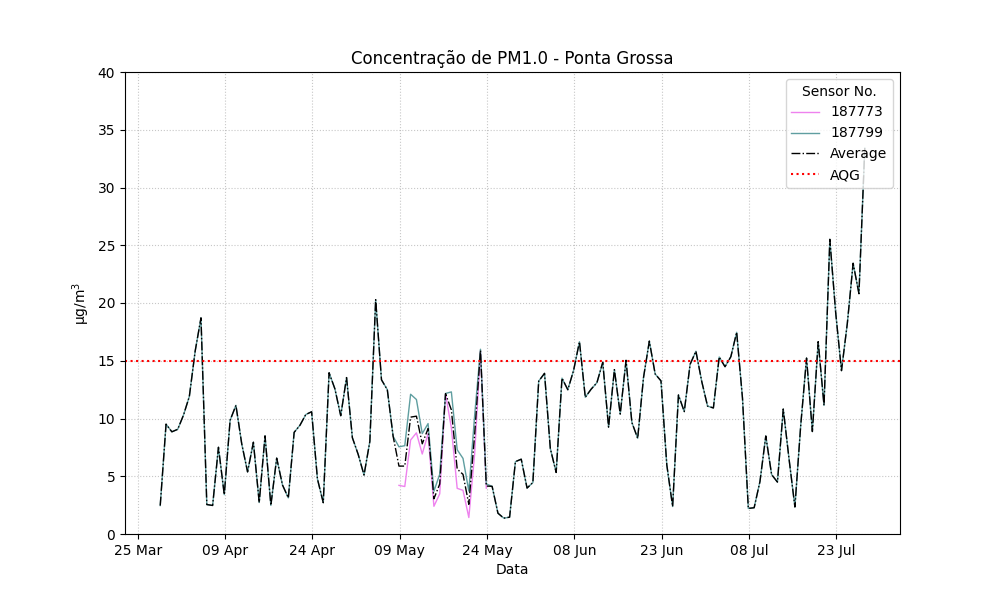 Concentração de PM1.0 - Ponta Grossa
40
35
30
25
20
15
10
5
0
µg/m³
Sensor No.
187773
187799
Average
AQG
25 Mar 09 Apr 24 Apr 09 May 24 May 08 Jun 23 Jun 08 Jul 23 Jul
Data